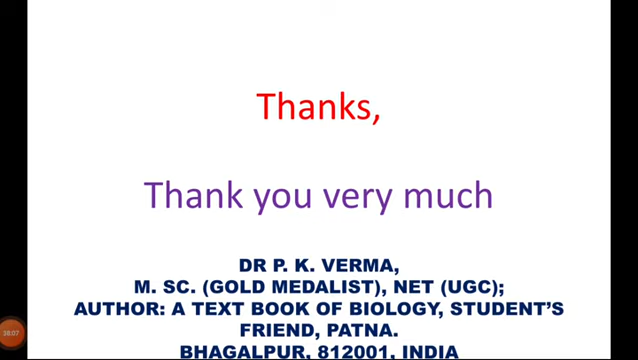 Thanks,
Thank you very much
DR P. K. VERMA,
M. SC. (GOLD MEDALIST), NET (UGC);
AUTHOR: A TEXT BOOK OF BIOLOGY, STUDENT'S
FRIEND, PATNA.
BHAGALPUR, 812001, INDIA